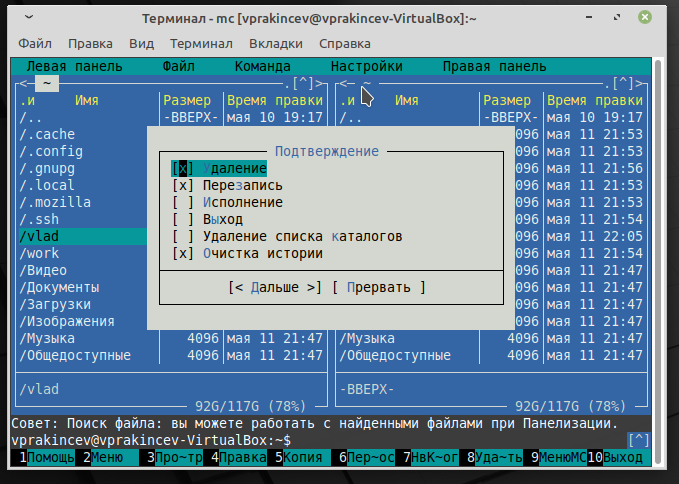 Терминал - mc [vprakincev@vprakincev-VirtualBox]:~
Файл Правка Вид Терминал Вкладки Справка
Левая панель Файл Команда Настройки Правая панель
<- ~ .[^]> <- ~ .[^]>
.и Имя Размер Время правки .и Имя Размер Время правки
/.. -ВВЕРХ- мая 10 19:17 /.. -ВВЕРХ- мая 10 19:17
/.cache 4096 мая 11 21:53
/.config Подтверждение 4096 мая 11 21:53
/.gnupg [x] Удаление 4096 мая 11 21:56
/.local [x] Перезапись 4096 мая 11 21:53
/.mozilla [ ] Исполнение 4096 мая 11 21:53
/.ssh [ ] Выход 4096 мая 11 21:54
/vlad [ ] Удаление списка каталогов 4096 мая 11 22:05
/work [x] Очистка истории 4096 мая 11 21:54
/Видео 4096 мая 11 21:47
/Документы [< Дальше >] [ Прервать ] 4096 мая 11 21:47
/Загрузки 4096 мая 11 21:47
/Изображения 4096 мая 11 21:47
/Музыка 4096 мая 11 21:47 /Музыка 4096 мая 11 21:47
/Общедоступные 4096 мая 11 21:47 /Общедоступные 4096 мая 11 21:47
/vlad -ВВЕРХ-
92G/117G (78%) 92G/117G (78%)
Совет: Поиск файла: вы можете работать с найденными файлами при Панелизации.
vprakincev@vprakincev-VirtualBox:~$ [^]
1Помощь 2Меню 3Про~тр 4Правка 5Копия 6Пер~ос 7НвК~ог 8Уда~ть 9МенюМС 10Выход